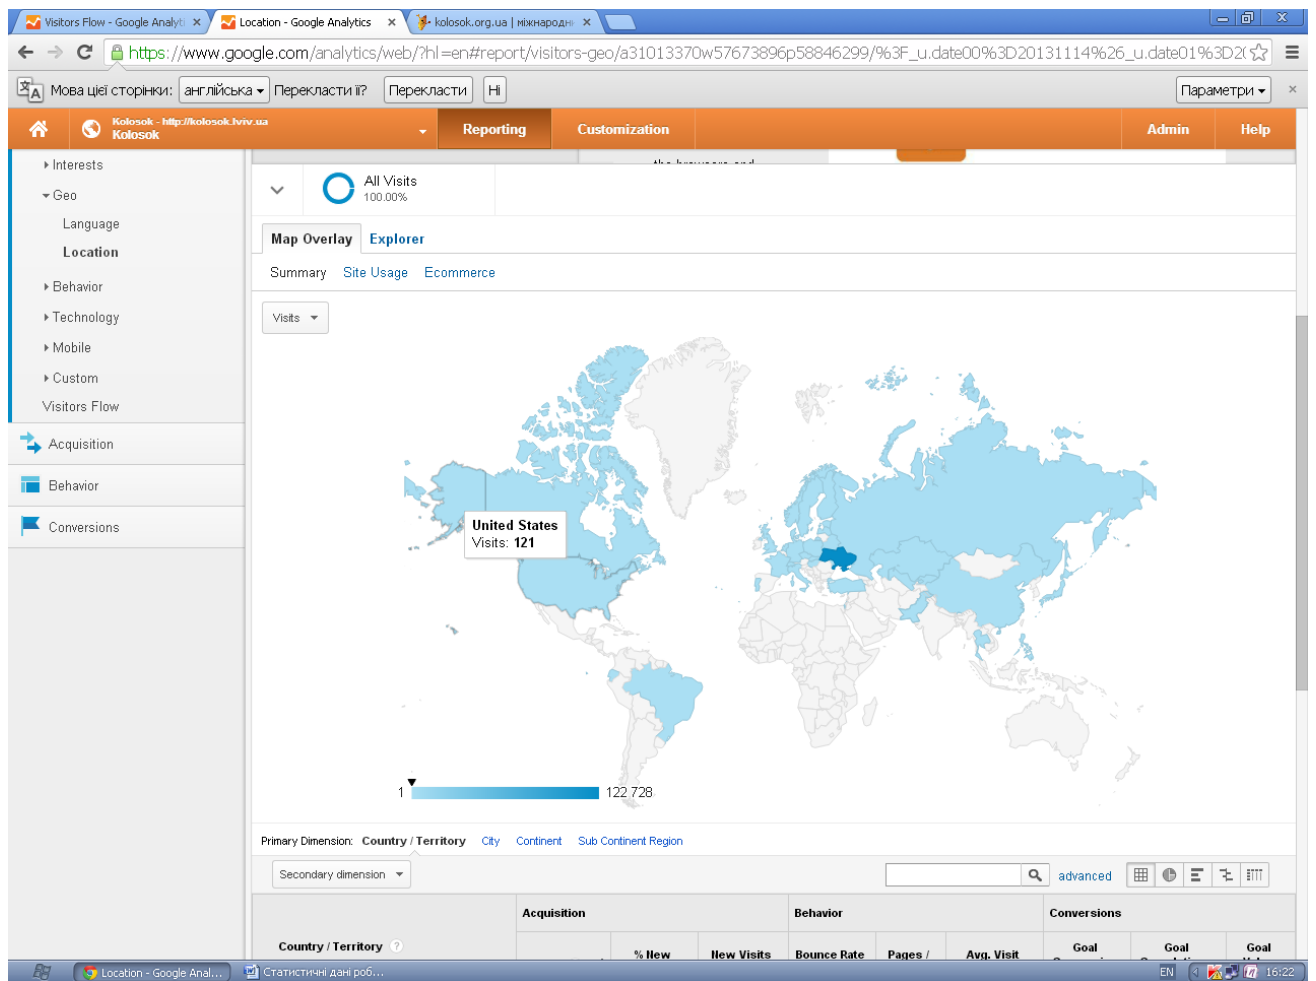 Visitors Flow - Google Analyti
Location - Google Analytics
kolosok.org.ua | міжнародн
https://www.google.com/analytics/web/?hl=en#report/visitors-geo/a31013370w57673896p58846299/%3F_u.date00%3D20131114%26_u.date01%3D2(
Мова цієї сторінки: англійська Перекласти її? Перекласти Ні Параметри
Kolosok - http://kolosok.lviv.ua
Kolosok
Reporting Customization Admin Help
Interests
Geo
Language
Location
Behavior
Technology
Mobile
Custom
Visitors Flow
Acquisition
Behavior
Conversions
the browsers and
All Visits
100.00%
Map Overlay Explorer
Summary Site Usage Ecommerce
Visits
United States
Visits: 121
1 122 728
Primary Dimension: Country / Territory City Continent Sub Continent Region
Secondary dimension advanced
Acquisition Behavior Conversions
Country / Territory ?
% New New Visits Bounce Rate Pages / Avg. Visit Goal Goal Goal
Location - Google Anal... Статистичні дані роб... EN 16:22